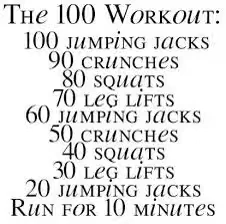 The 100 Workout:
100 jumping jacks
90 crunches
80 squats
70 leg lifts
60 jumping jacks
50 crunches
40 squats
30 leg lifts
20 jumping jacks
Run for 10 minutes